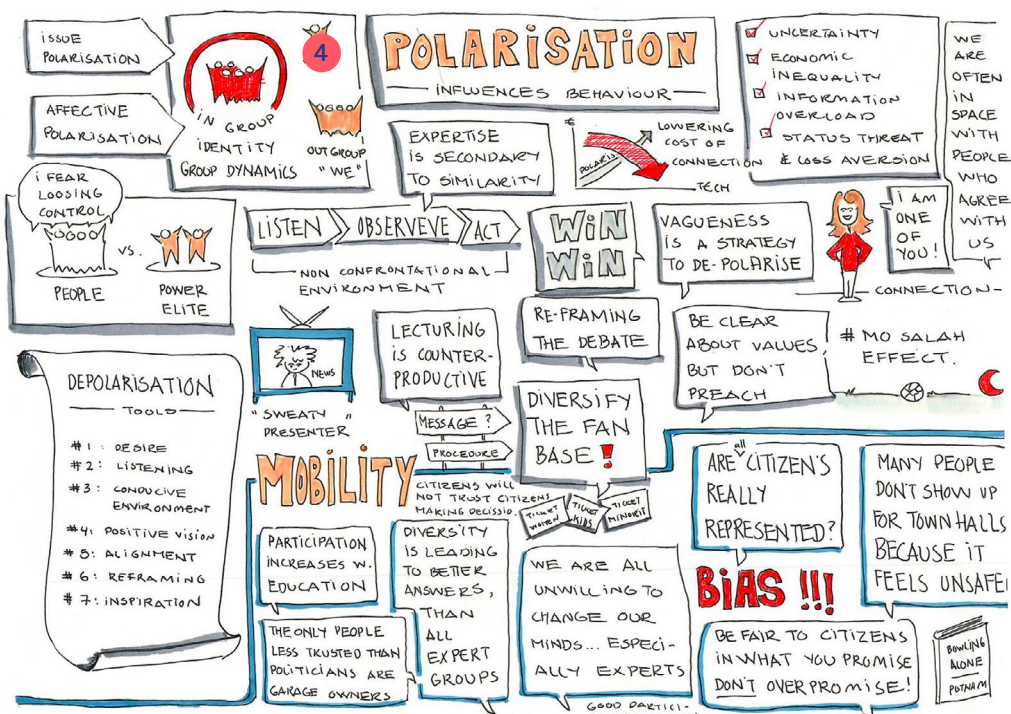 ISSUE
POLARISATION
AFFECTIVE
POLARISATION
4
IN GROUP
IDENTITY
GROUP DYNAMICS
OUTGROUP
"WE"
POLARISATION
INFLUENCES BEHAVIOUR
EXPERTISE
IS SECONDARY
TO SIMILARITY
€
POLARIS
LOWERING
COST OF
CONNECTION
TECH
UNCERTAINTY
ECONOMIC
INEQUALITY
INFORMATION
OVERLOAD
STATUS THREAT
& LOSS AVERSION
WE
ARE
OFTEN
IN
SPACE
WITH
PEOPLE
WHO
AGREE
WITH
US
I FEAR
LOOSING
CONTROL
VS.
PEOPLE
POWER
ELITE
LISTEN
OBSERVEVE
ACT
NON CONFRONTATIONAL
ENVIRONMENT
WIN
WIN
VAGUENESS
IS A STRATEGY
TO DE-POLARISE
I AM
ONE
OF
YOU!
CONNECTION-
NEWS
"SWEATY"
PRESENTER
LECTURING
IS COUNTER-
PRODUCTIVE
RE-FRAMING
THE DEBATE
BE CLEAR
ABOUT VALUES,
BUT DON'T
PREACH
# MO SALAH
EFFECT.
DEPOLARISATION
TOOLS
#1: DESIRE
#2: LISTENING
#3: CONDUCIVE
ENVIRONMENT
#4: POSITIVE VISION
#5: ALIGNMENT
#6: REFRAMING
#7: INSPIRATION
MESSAGE?
PROCEDURE
DIVERSIFY
THE FAN
BASE!
TICKET
WOMEN
TICKET
KIDS
TICKET
MINORIT
MOBILITY
CITIZENS WILL
NOT TRUST CITIZENS
MAKING DECISIO.
PARTICIPATION
INCREASES W.
EDUCATION
THE ONLY PEOPLE
LESS TRUSTED THAN
POLITICIANS ARE
GARAGE OWNERS
DIVERSITY
IS LEADING
TO BETTER
ANSWERS,
THAN
ALL
EXPERT
GROUPS
WE ARE ALL
UNWILLING TO
CHANGE OUR
MINDS... ESPECI-
ALLY EXPERTS
GOOD PARTICI-
ARE all CITIZEN'S
REALLY
REPRESENTED?
BIAS !!!
MANY PEOPLE
DON'T SHOW UP
FOR TOWNHALLS
BECAUSE IT
FEELS UNSAFE!
BE FAIR TO CITIZENS
IN WHAT YOU PROMISE
DON'T OVERPROMISE!
BOWLING
ALONE
PUTNAM